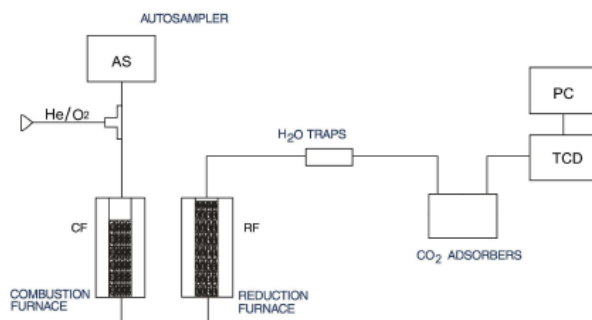 AUTOSAMPLER
AS
He/O2
PC
H2O TRAPS
TCD
CF
RF
CO2 ADSORBERS
COMBUSTION
FURNACE
REDUCTION
FURNACE